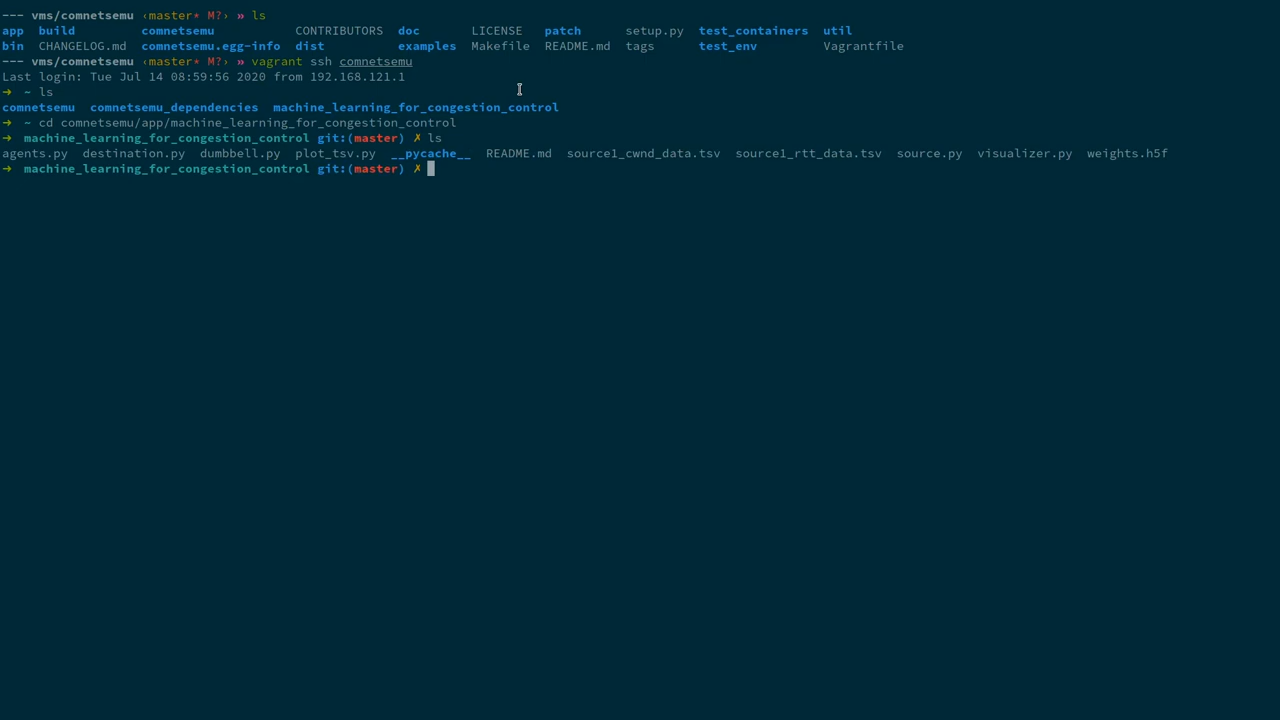 --- vms/comnetsemu ‹master* M?› » ls
app build comnetsemu CONTRIBUTORS doc LICENSE patch setup.py test_containers util
bin CHANGELOG.md comnetsemu.egg-info dist examples Makefile README.md tags test_env Vagrantfile
--- vms/comnetsemu ‹master* M?› » vagrant ssh comnetsemu
Last login: Tue Jul 14 08:59:56 2020 from 192.168.121.1
➜ ~ ls
comnetsemu comnetsemu_dependencies machine_learning_for_congestion_control
➜ ~ cd comnetsemu/app/machine_learning_for_congestion_control
➜ machine_learning_for_congestion_control git:(master) ✗ ls
agents.py destination.py dumbbell.py plot_tsv.py __pycache__ README.md source1_cwnd_data.tsv source1_rtt_data.tsv source.py visualizer.py weights.h5f
➜ machine_learning_for_congestion_control git:(master) ✗